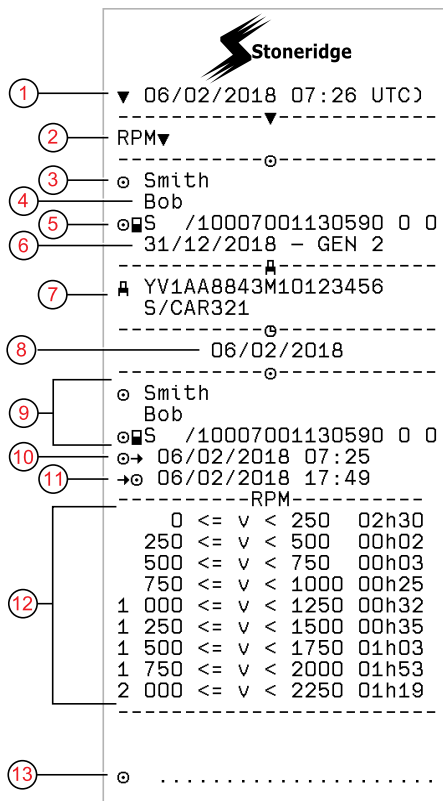 Stoneridge
1 ▼ 06/02/2018 07:26 UTC)
▼
2 RPM▼
3 Smith
4 Bob
5 S /10007001130590 0 0
6 31/12/2018 – GEN 2
7 YV1AA8843M10123456
S/CAR321
8 06/02/2018
9 Smith
Bob
S /10007001130590 0 0
10 → 06/02/2018 07:25
11 → 06/02/2018 17:49
RPM
12 0 <= v < 250 02h30
250 <= v < 500 00h02
500 <= v < 750 00h03
750 <= v < 1000 00h25
1 000 <= v < 1250 00h32
1 250 <= v < 1500 00h35
1 500 <= v < 1750 01h03
1 750 <= v < 2000 01h53
2 000 <= v < 2250 01h19
13 ......................